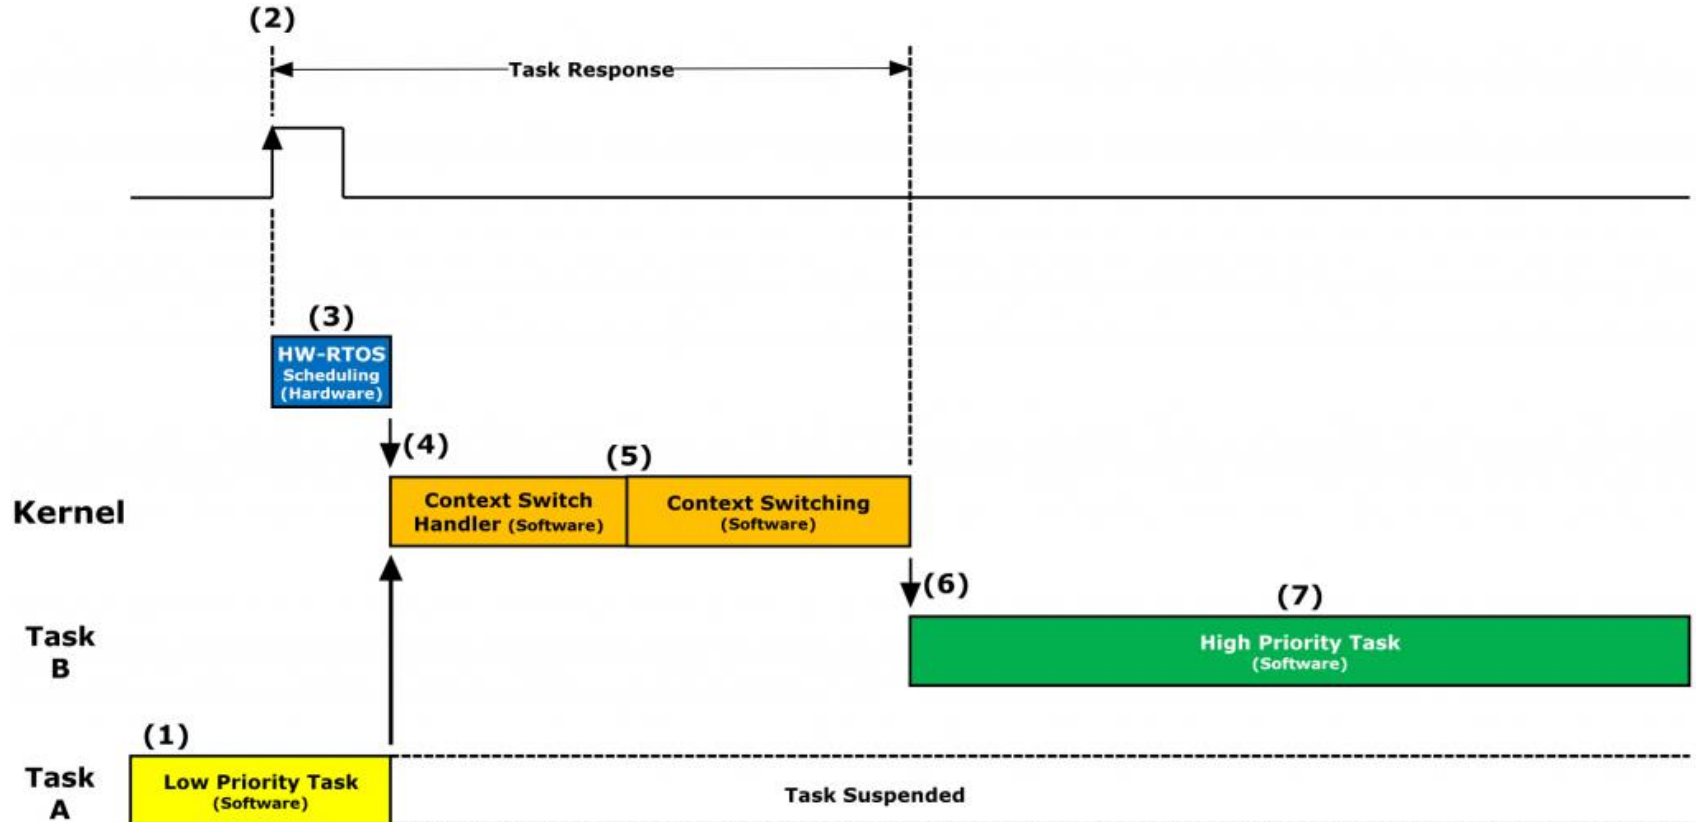 (2)
Task Response
(3)
HW-RTOS
Scheduling
(Hardware)
(4)
(5)
Kernel
Context Switch
Handler (Software)
Context Switching
(Software)
(6)
(7)
Task
B
High Priority Task
(Software)
(1)
Task
A
Low Priority Task
(Software)
Task Suspended